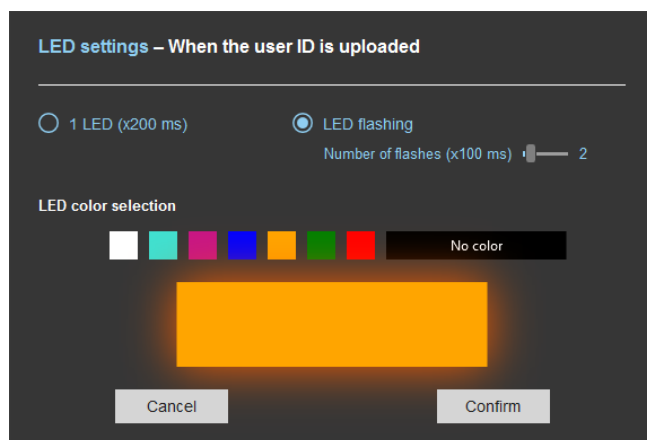 LED settings – When the user ID is uploaded
1 LED (x200 ms)
LED flashing
Number of flashes (x100 ms) 2
LED color selection
No color
Cancel
Confirm